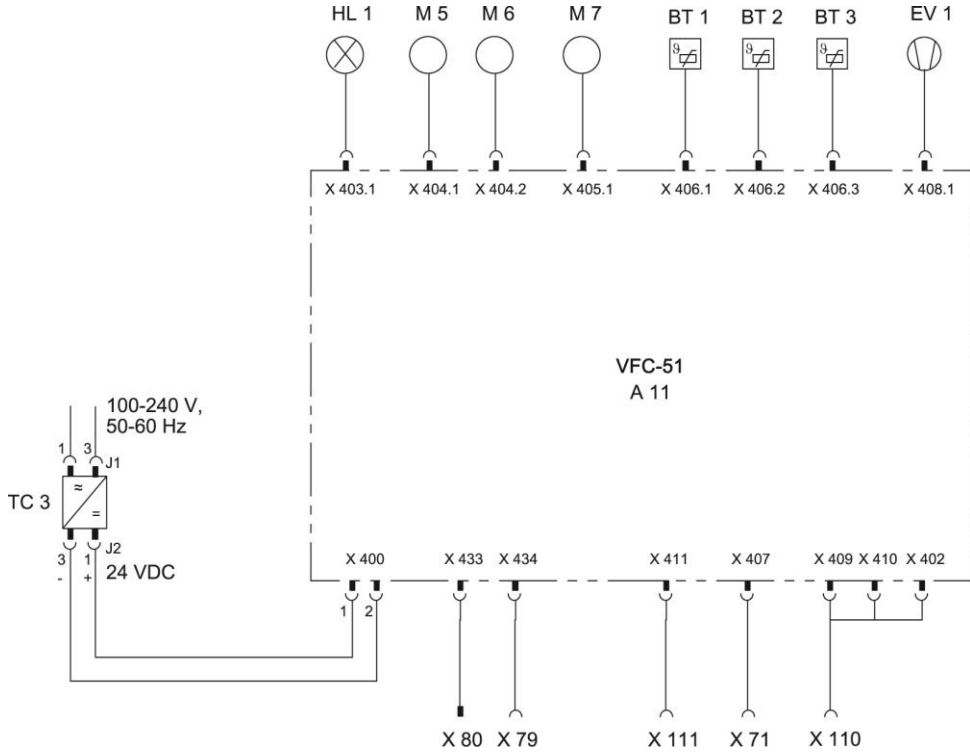 HL 1 M 5 M 6 M 7 BT 1 BT 2 BT 3 EV 1
ϑ ϑ ϑ
X 403.1 X 404.1 X 404.2 X 405.1 X 406.1 X 406.2 X 406.3 X 408.1
VFC-51
A 11
100-240 V,
50-60 Hz
1 3 J1
TC 3 ≈
=
3 1 J2
- + 24 VDC
X 400 X 433 X 434 X 411 X 407 X 409 X 410 X 402
1 2
X 80 X 79 X 111 X 71 X 110